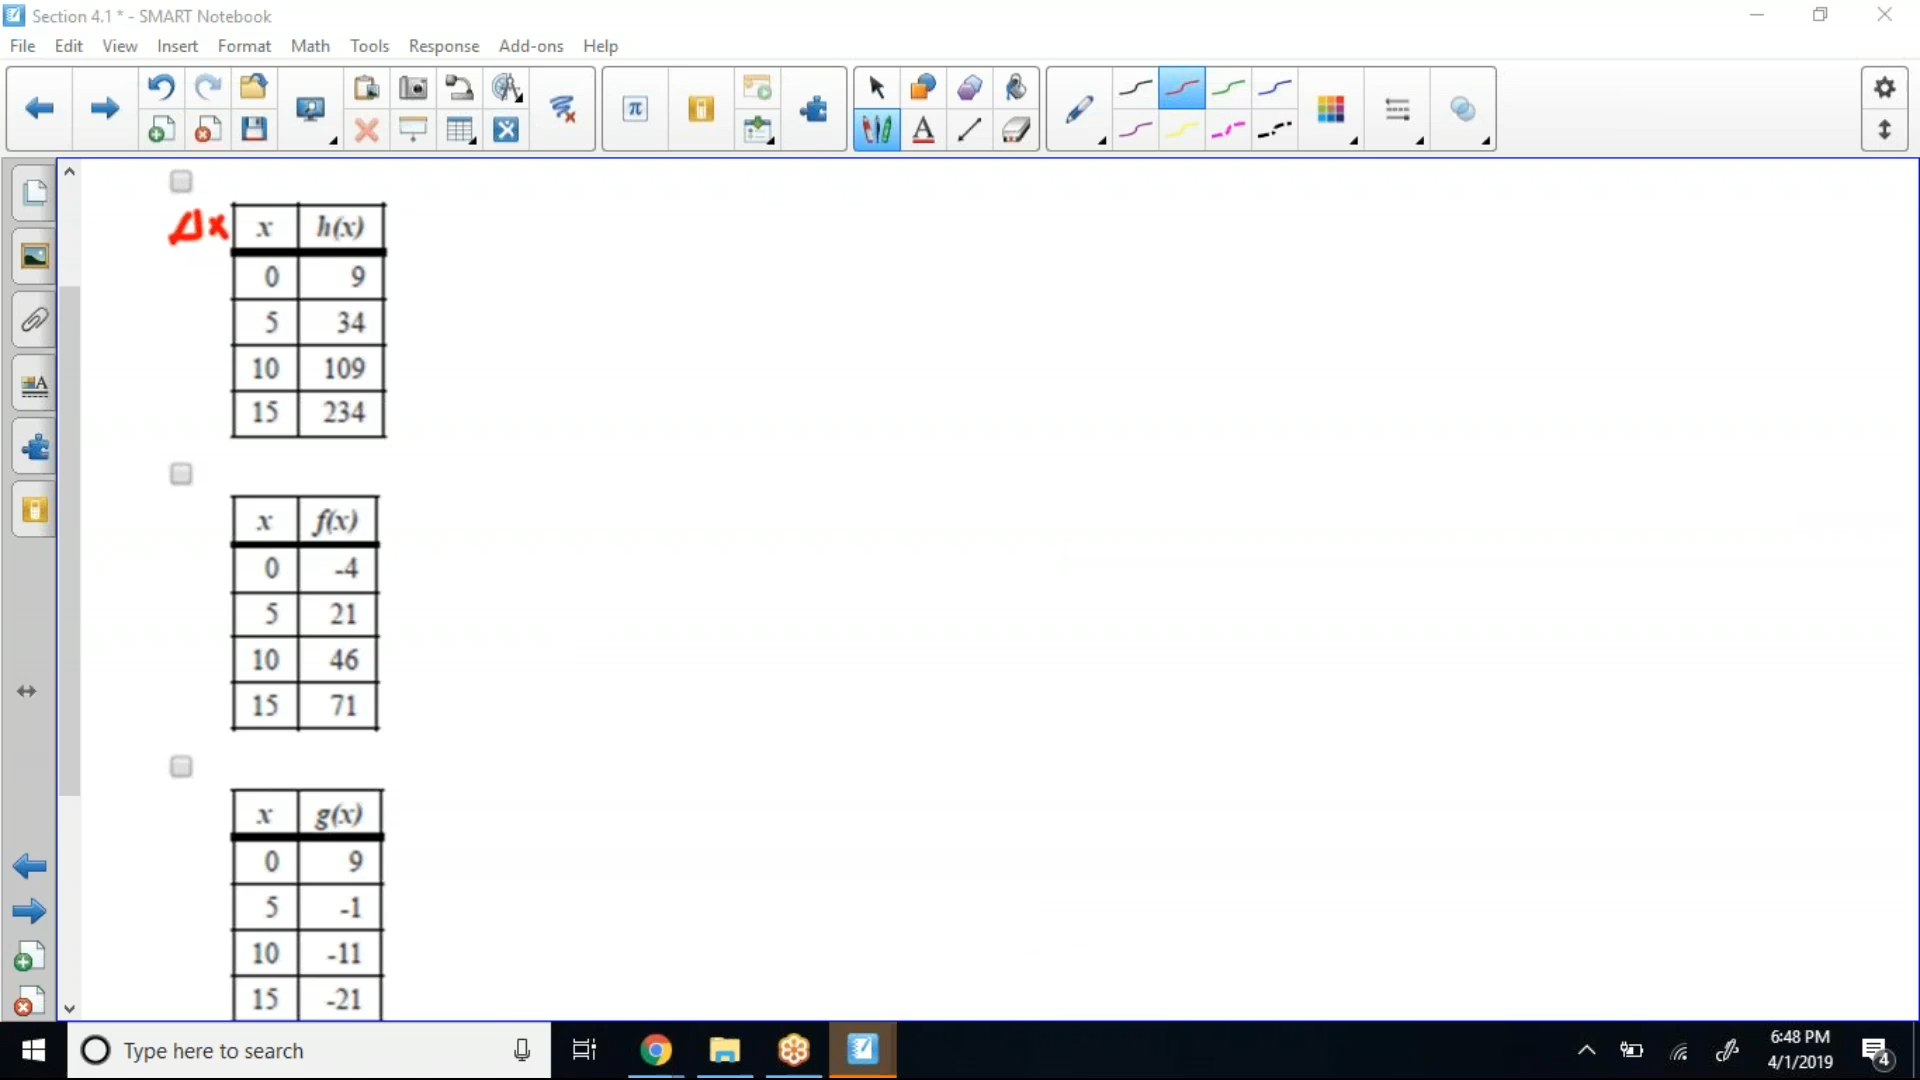 Section 4.1 * - SMART Notebook
File Edit View Insert Format Math Tools Response Add-ons Help
Δx
x h(x)
0 9
5 34
10 109
15 234
x f(x)
0 -4
5 21
10 46
15 71
x g(x)
0 9
5 -1
10 -11
15 -21
Type here to search
6:48 PM
4/1/2019
4